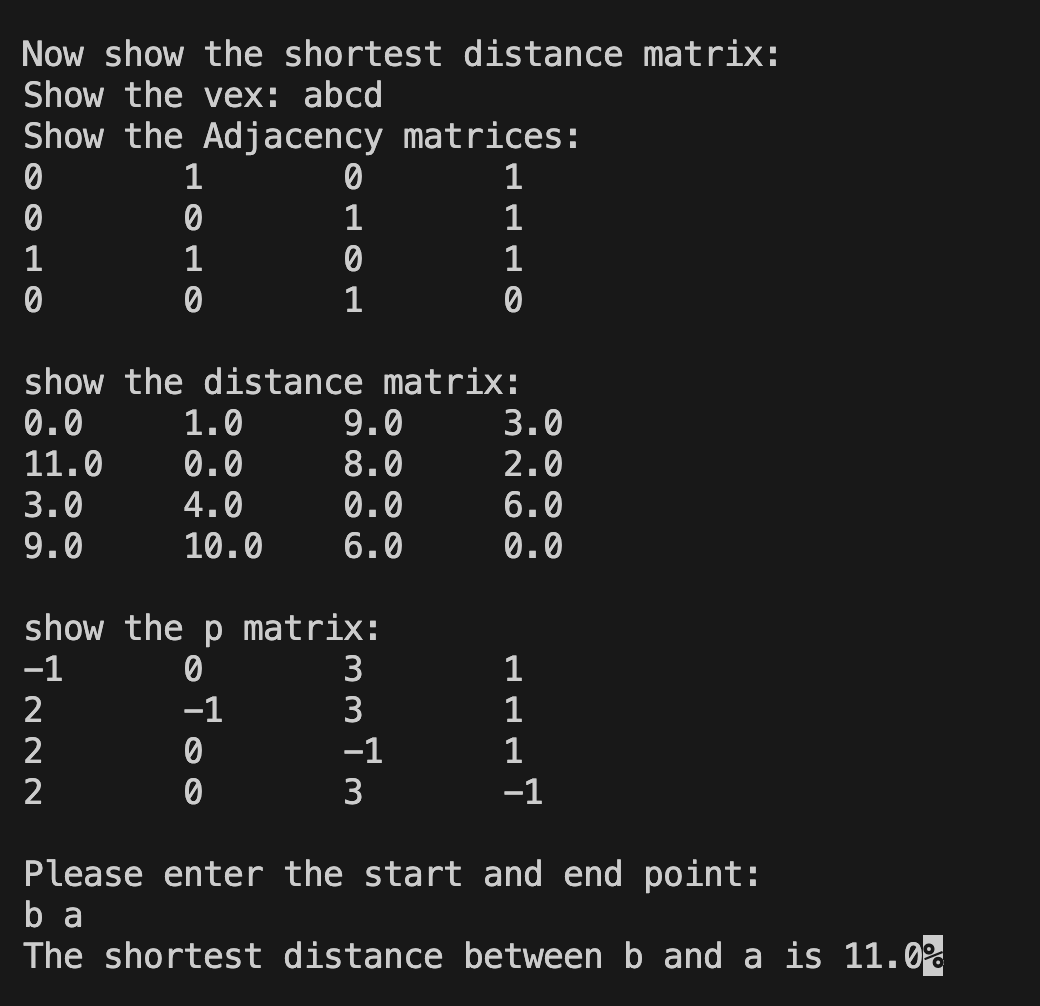 Now show the shortest distance matrix:
Show the vex: abcd
Show the Adjacency matrices:
0 1 0 1
0 0 1 1
1 1 0 1
0 0 1 0
show the distance matrix:
0.0 1.0 9.0 3.0
11.0 0.0 8.0 2.0
3.0 4.0 0.0 6.0
9.0 10.0 6.0 0.0
show the p matrix:
-1 0 3 1
2 -1 3 1
2 0 -1 1
2 0 3 -1
Please enter the start and end point:
b a
The shortest distance between b and a is 11.0%